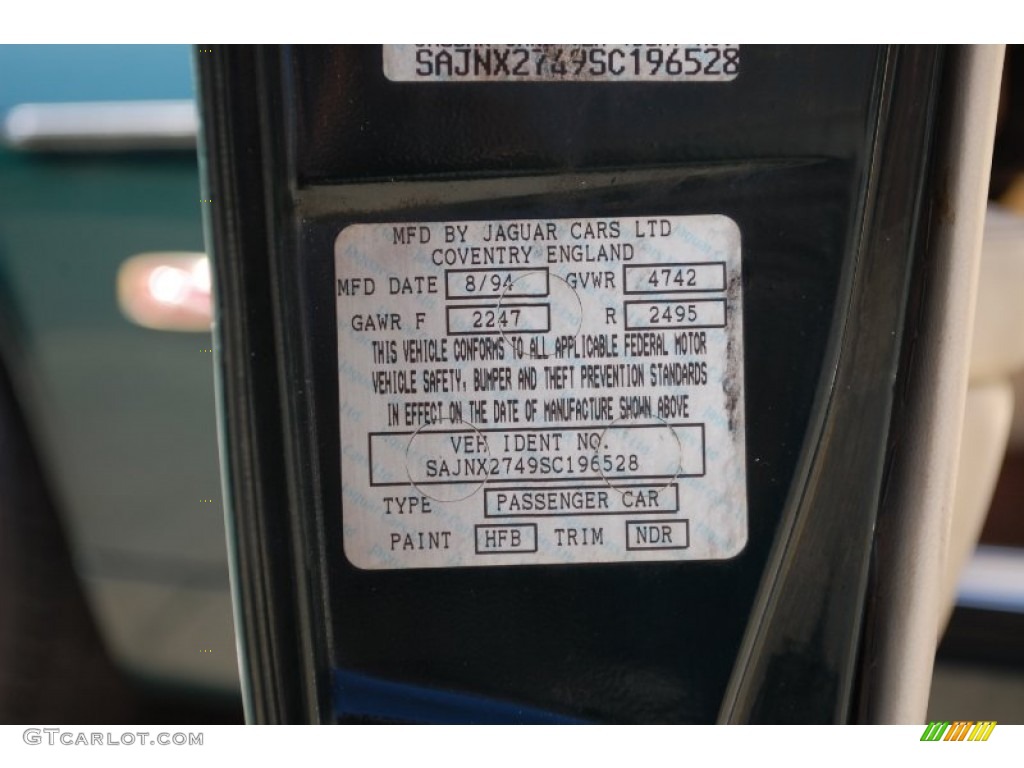 SAJNX2749SC196528
MFD BY JAGUAR CARS LTD
COVENTRY ENGLAND
MFD DATE 8/94 GVWR 4742
GAWR F 2247 R 2495
THIS VEHICLE CONFORMS TO ALL APPLICABLE FEDERAL MOTOR
VEHICLE SAFETY, BUMPER AND THEFT PREVENTION STANDARDS
IN EFFECT ON THE DATE OF MANUFACTURE SHOWN ABOVE
VEH IDENT NO.
SAJNX2749SC196528
TYPE PASSENGER CAR
PAINT HFB TRIM NDR
GTCarLot.com